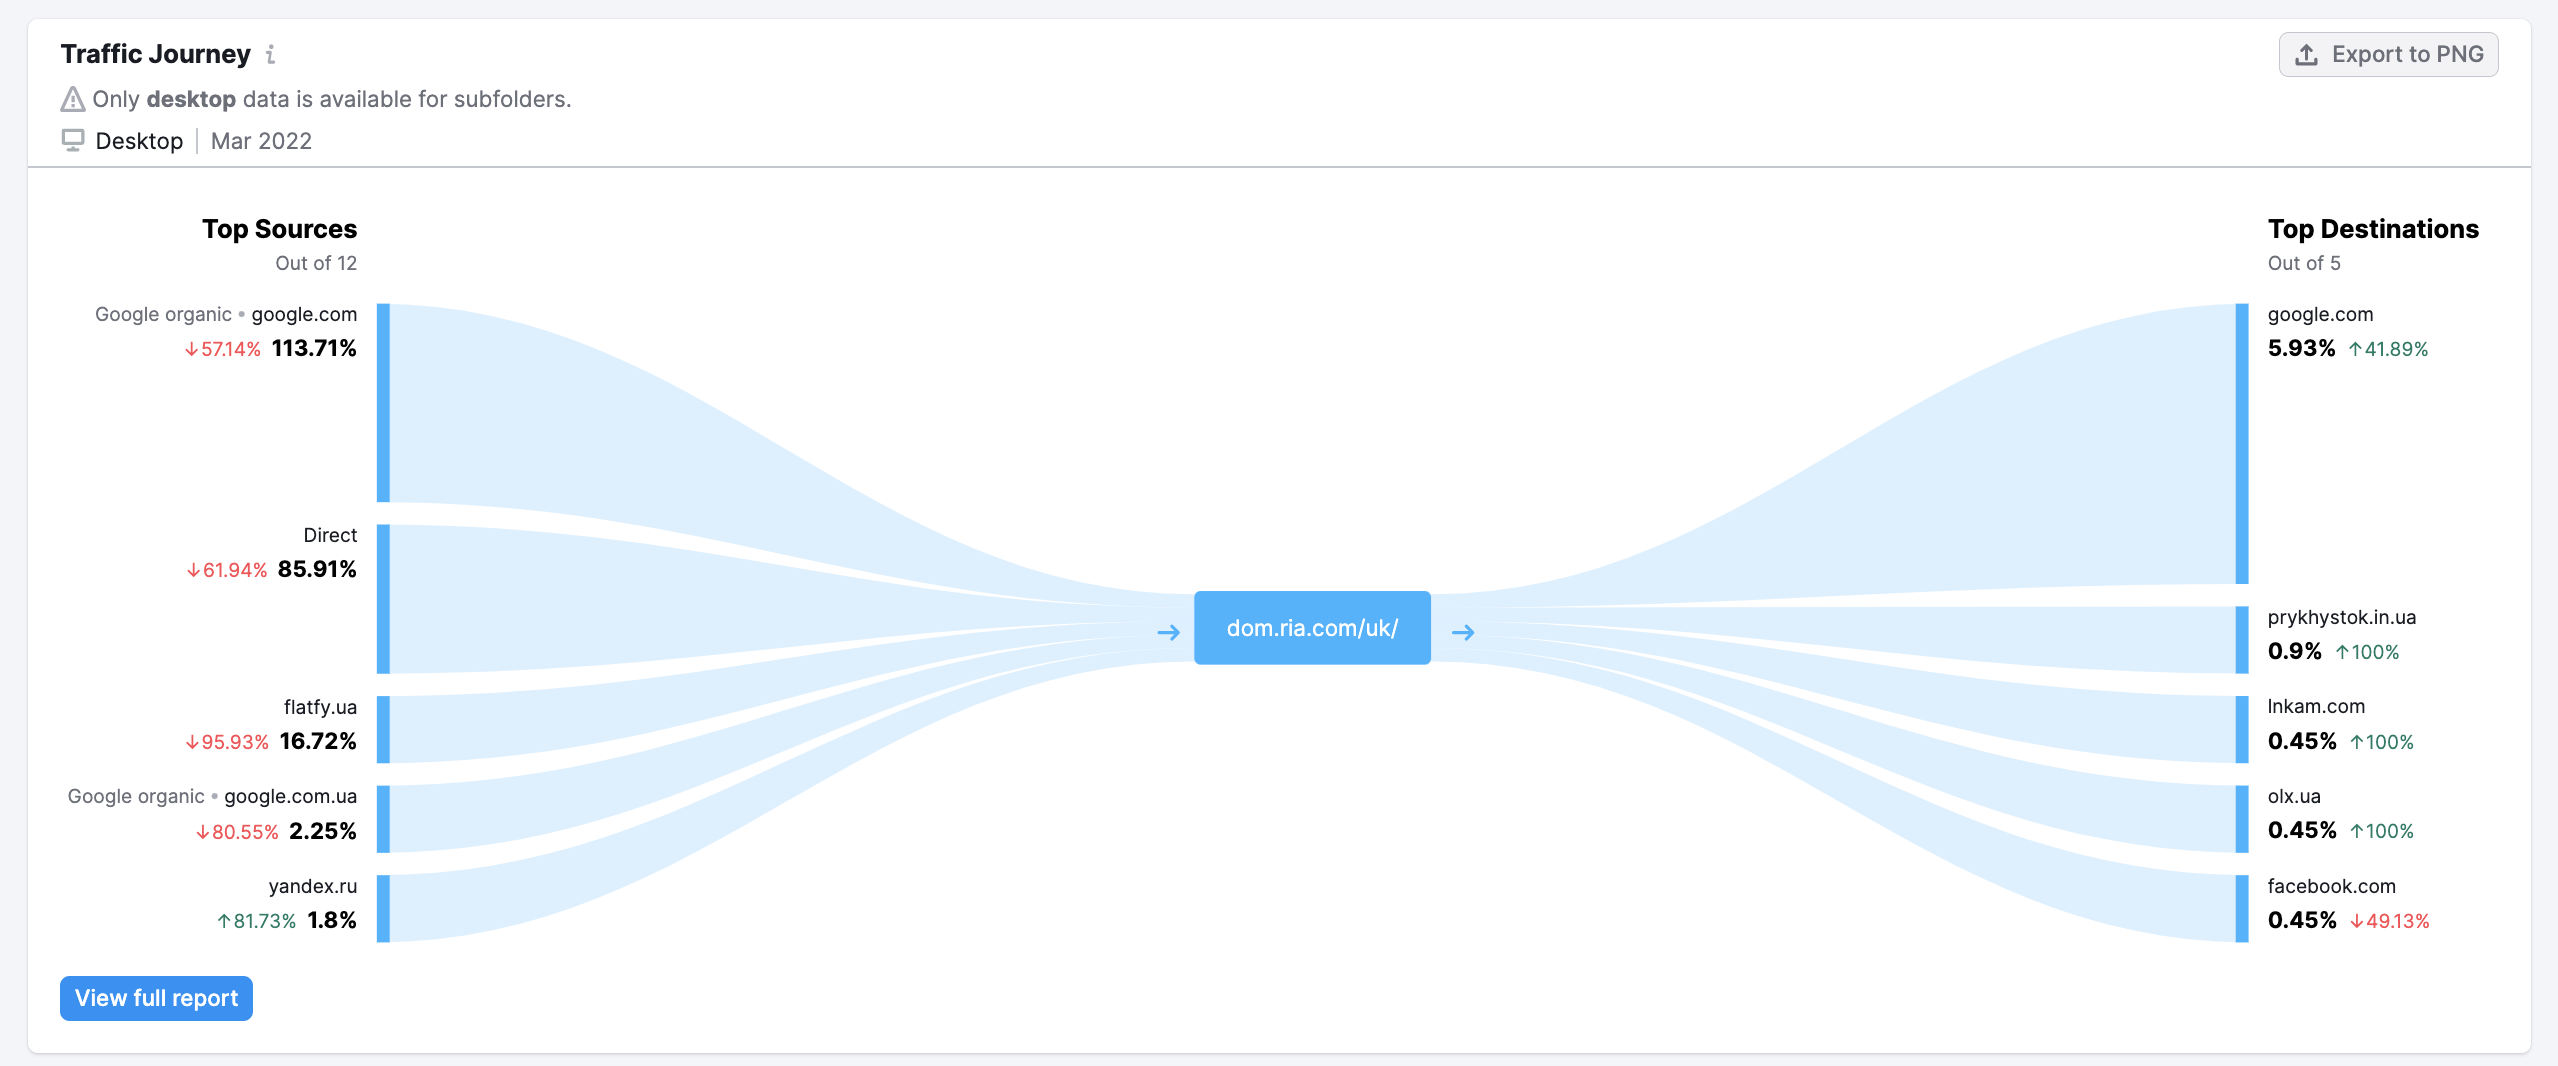 Traffic Journey i
Export to PNG
Only desktop data is available for subfolders.
Desktop | Mar 2022
Top Sources
Out of 12
Google organic • google.com
↓57.14% 113.71%
Direct
↓61.94% 85.91%
flatfy.ua
↓95.93% 16.72%
Google organic • google.com.ua
↓80.55% 2.25%
yandex.ru
↑81.73% 1.8%
→ dom.ria.com/uk/ →
Top Destinations
Out of 5
google.com
5.93% ↑41.89%
prykhystok.in.ua
0.9% ↑100%
lnkam.com
0.45% ↑100%
olx.ua
0.45% ↑100%
facebook.com
0.45% ↓49.13%
View full report